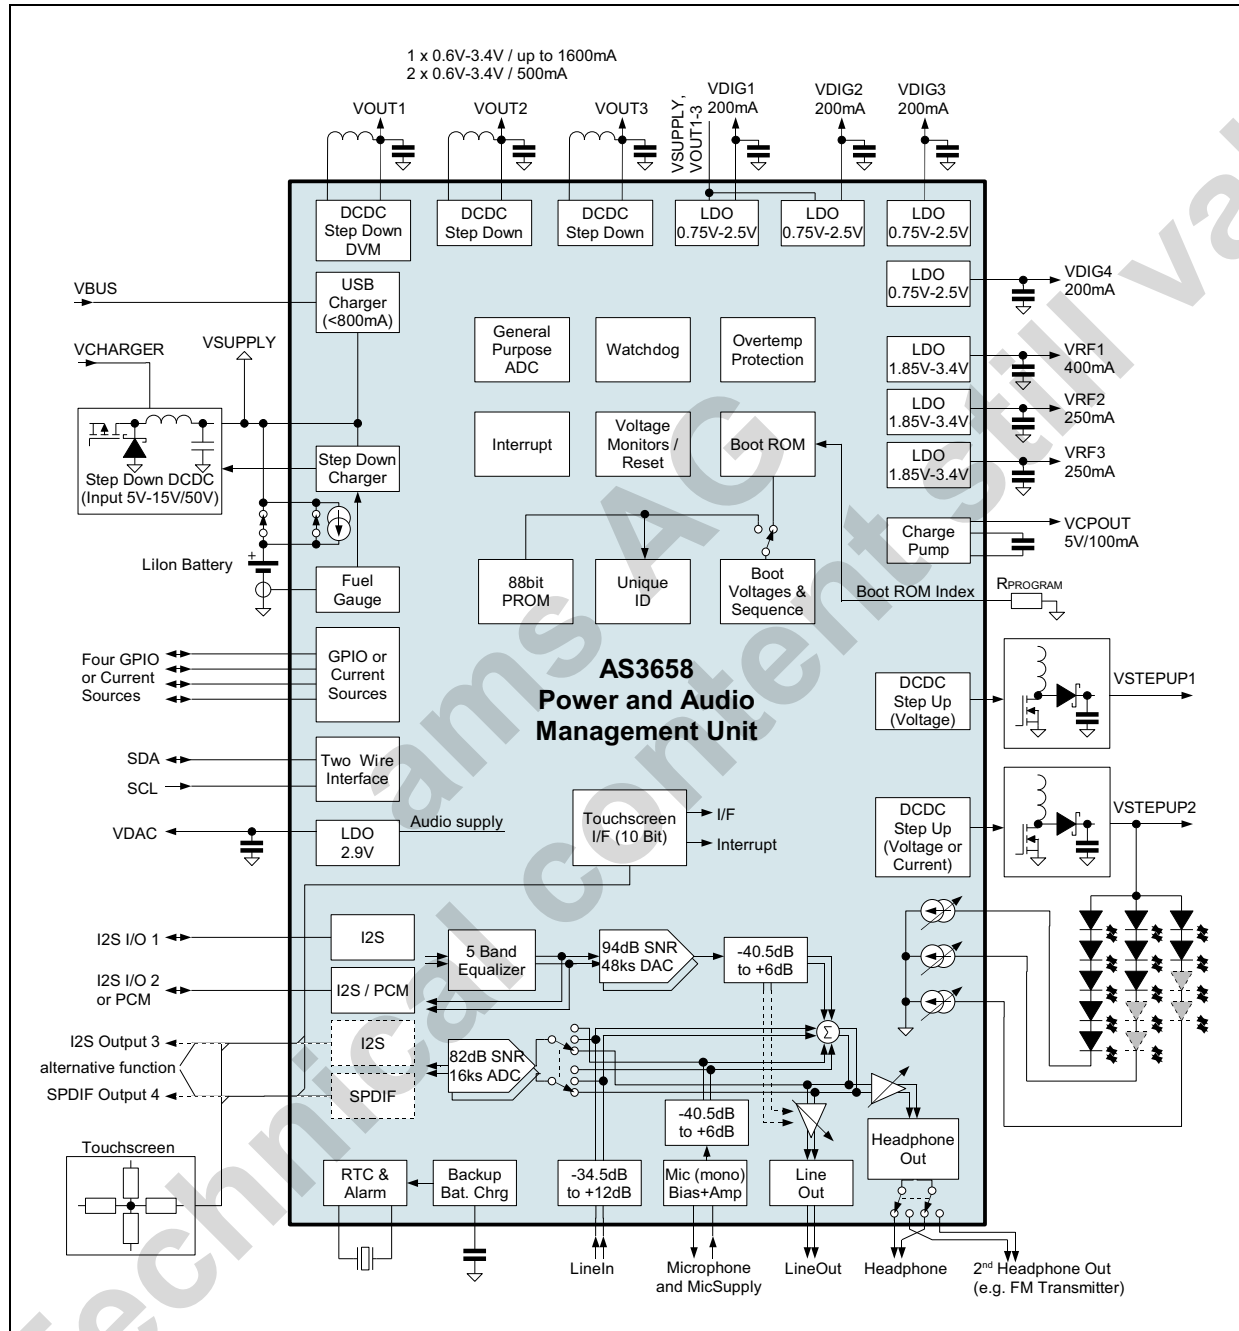 1 x 0.6V-3.4V / up to 1600mA
2 x 0.6V-3.4V / 500mA
VOUT1
VOUT2
VOUT3
VSUPPLY,
VOUT1-3
VDIG1
200mA
VDIG2
200mA
VDIG3
200mA
DCDC
Step Down
DVM
DCDC
Step Down
DCDC
Step Down
LDO
0.75V-2.5V
LDO
0.75V-2.5V
LDO
0.75V-2.5V
VBUS
USB
Charger
(<800mA)
LDO
0.75V-2.5V
VDIG4
200mA
VCHARGER
VSUPPLY
General
Purpose
ADC
Watchdog
Overtemp
Protection
LDO
1.85V-3.4V
VRF1
400mA
LDO
1.85V-3.4V
VRF2
250mA
Step Down DCDC
(Input 5V-15V/50V)
Step Down
Charger
Interrupt
Voltage
Monitors /
Reset
Boot ROM
LDO
1.85V-3.4V
VRF3
250mA
Charge
Pump
VCPOUT
5V/100mA
LiIon Battery
+
Fuel
Gauge
88bit
PROM
Unique
ID
Boot
Voltages &
Sequence
Boot ROM Index
RPROGRAM
Four GPIO
or Current
Sources
GPIO or
Current
Sources
AS3658
Power and Audio
Management Unit
DCDC
Step Up
(Voltage)
VSTEPUP1
SDA
SCL
Two Wire
Interface
VDAC
LDO
2.9V
Audio supply
Touchscreen
I/F (10 Bit)
I/F
Interrupt
DCDC
Step Up
(Voltage or
Current)
VSTEPUP2
I2S I/O 1
I2S
5 Band
Equalizer
94dB SNR
48ks DAC
-40.5dB
to +6dB
I2S I/O 2
or PCM
I2S / PCM
I2S Output 3
alternative function
SPDIF Output 4
I2S
SPDIF
82dB SNR
16ks ADC
Σ
-40.5dB
to +6dB
Headphone
Out
Touchscreen
RTC &
Alarm
Backup
Bat. Chrg
-34.5dB
to +12dB
Mic (mono)
Bias+Amp
Line
Out
LineIn
Microphone
and MicSupply
LineOut
Headphone
2nd Headphone Out
(e.g. FM Transmitter)
ams AG
Technical content still val